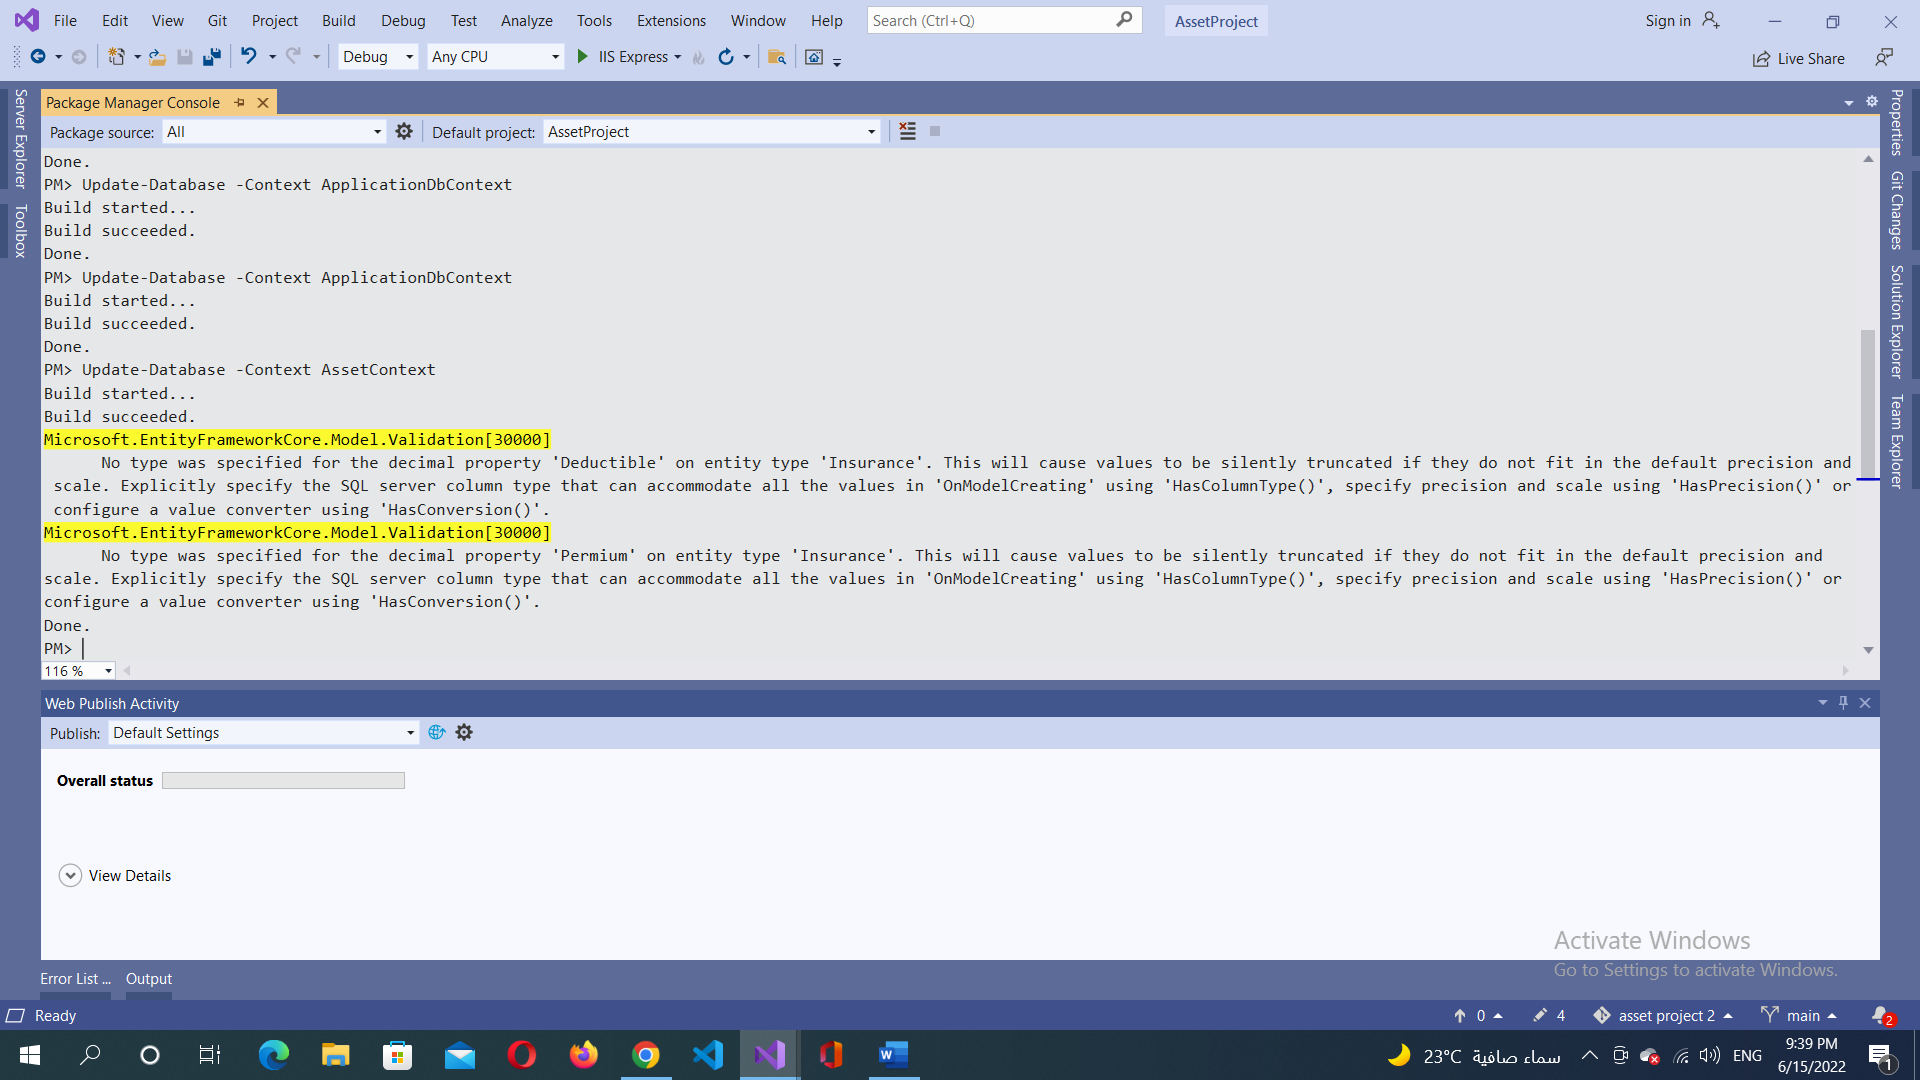 File Edit View Git Project Build Debug Test Analyze Tools Extensions Window Help Search (Ctrl+Q) AssetProject Sign in
Debug Any CPU IIS Express Live Share
Server Explorer
Toolbox
Package Manager Console
Package source: All Default project: AssetProject
Done.
PM> Update-Database -Context ApplicationDbContext
Build started...
Build succeeded.
Done.
PM> Update-Database -Context ApplicationDbContext
Build started...
Build succeeded.
Done.
PM> Update-Database -Context AssetContext
Build started...
Build succeeded.
Microsoft.EntityFrameworkCore.Model.Validation[30000]
No type was specified for the decimal property 'Deductible' on entity type 'Insurance'. This will cause values to be silently truncated if they do not fit in the default precision and
scale. Explicitly specify the SQL server column type that can accommodate all the values in 'OnModelCreating' using 'HasColumnType()', specify precision and scale using 'HasPrecision()' or
configure a value converter using 'HasConversion()'.
Microsoft.EntityFrameworkCore.Model.Validation[30000]
No type was specified for the decimal property 'Permium' on entity type 'Insurance'. This will cause values to be silently truncated if they do not fit in the default precision and
scale. Explicitly specify the SQL server column type that can accommodate all the values in 'OnModelCreating' using 'HasColumnType()', specify precision and scale using 'HasPrecision()' or
configure a value converter using 'HasConversion()'.
Done.
PM>
116 %
Properties
Git Changes
Solution Explorer
Team Explorer
Web Publish Activity
Publish: Default Settings
Overall status
View Details
Activate Windows
Go to Settings to activate Windows.
Error List ... Output
Ready 0 4 asset project 2 main 2
W 23°C سماء صافية ENG 9:39 PM
6/15/2022 1